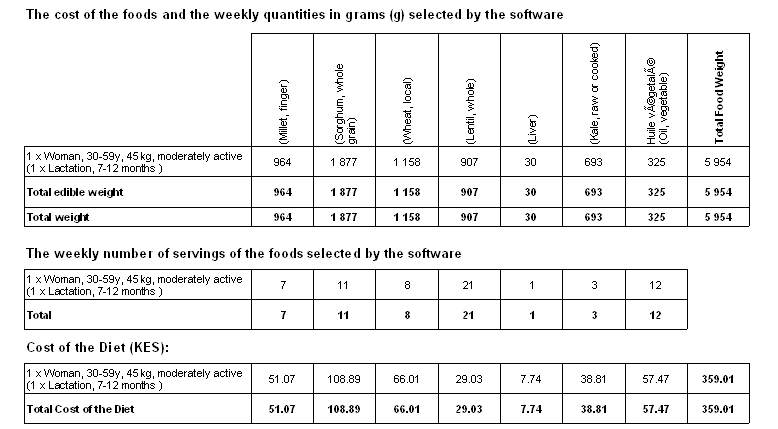 The cost of the foods and the weekly quantities in grams (g) selected by the software
(Millet, finger)
(Sorghum, whole
grain)
(Wheat, local)
(Lentil, whole)
(Liver)
(Kale, raw or cooked)
Huile vÃ©getalÃ©
(Oil, vegetable)
Total Food Weight
1 x Woman, 30-59y, 45kg, moderately active
(1 x Lactation, 7-12 months ) 964 1 877 1 158 907 30 693 325 5 954
Total edible weight 964 1 877 1 158 907 30 693 325 5 954
Total weight 964 1 877 1 158 907 30 693 325 5 954
The weekly number of servings of the foods selected by the software
1 x Woman, 30-59y, 45kg, moderately active
(1 x Lactation, 7-12 months ) 7 11 8 21 1 3 12
Total 7 11 8 21 1 3 12
Cost of the Diet (KES):
1 x Woman, 30-59y, 45kg, moderately active
(1 x Lactation, 7-12 months ) 51.07 108.89 66.01 29.03 7.74 38.81 57.47 359.01
Total Cost of the Diet 51.07 108.89 66.01 29.03 7.74 38.81 57.47 359.01